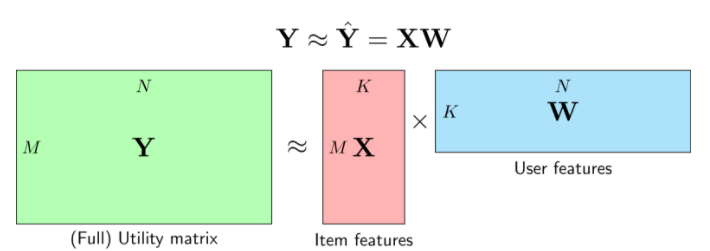 Y ≈ Ŷ = XW
N
M Y
(Full) Utility matrix
≈
K
M X
Item features
×
N
K W
User features